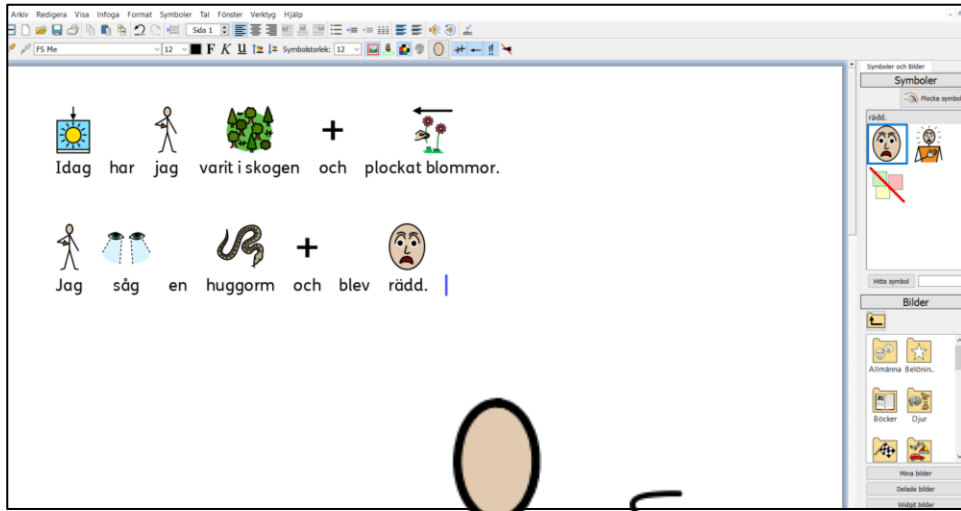 Arkiv Redigera Visa Infoga Format Symboler Tal Fönster Verktyg Hjälp
Sida 1
FS Me 12 F K U Symbolstorlek: 12
Symboler och Bilder
Symboler
Plocka symbol
rädd.
Idag har jag varit i skogen och plockat blommor.
Jag såg en huggorm och blev rädd.
Hitta symbol
Bilder
Allmänna Belönin..
Böcker Djur
Mina bilder
Delade bilder
Widgit bilder